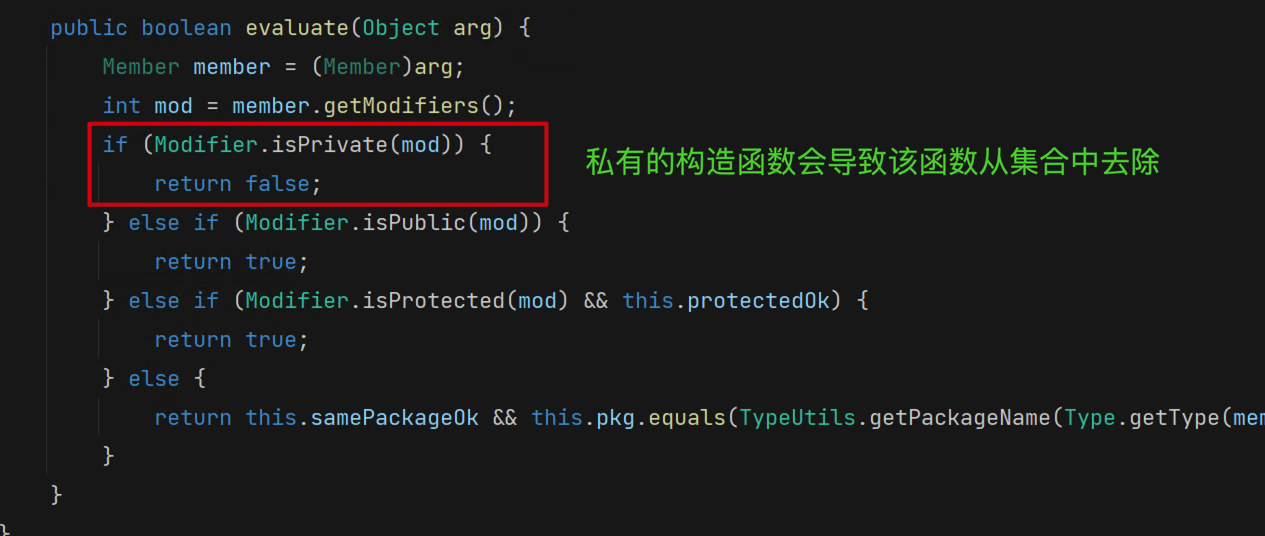 public boolean evaluate(Object arg) {
Member member = (Member)arg;
int mod = member.getModifiers();
if (Modifier.isPrivate(mod)) {
私有的构造函数会导致该函数从集合中去除
return false;
} else if (Modifier.isPublic(mod)) {
return true;
} else if (Modifier.isProtected(mod) && this.protectedOk) {
return true;
} else {
return this.samePackageOk && this.pkg.equals(TypeUtils.getPackageName(Type.getType(mem
}
}
}